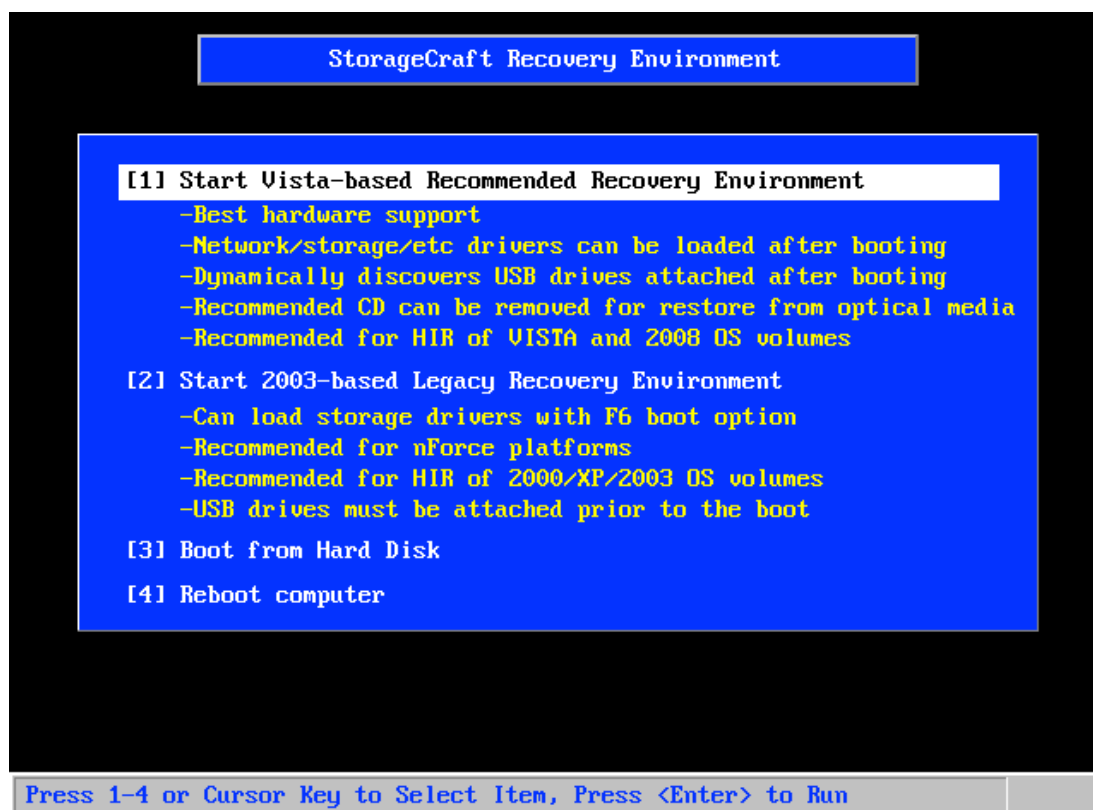 StorageCraft Recovery Environment
[1] Start Vista-based Recommended Recovery Environment
-Best hardware support
-Network/storage/etc drivers can be loaded after booting
-Dynamically discovers USB drives attached after booting
-Recommended CD can be removed for restore from optical media
-Recommended for HIR of VISTA and 2008 OS volumes
[2] Start 2003-based Legacy Recovery Environment
-Can load storage drivers with F6 boot option
-Recommended for nForce platforms
-Recommended for HIR of 2000/XP/2003 OS volumes
-USB drives must be attached prior to the boot
[3] Boot from Hard Disk
[4] Reboot computer
Press 1-4 or Cursor Key to Select Item, Press <Enter> to Run